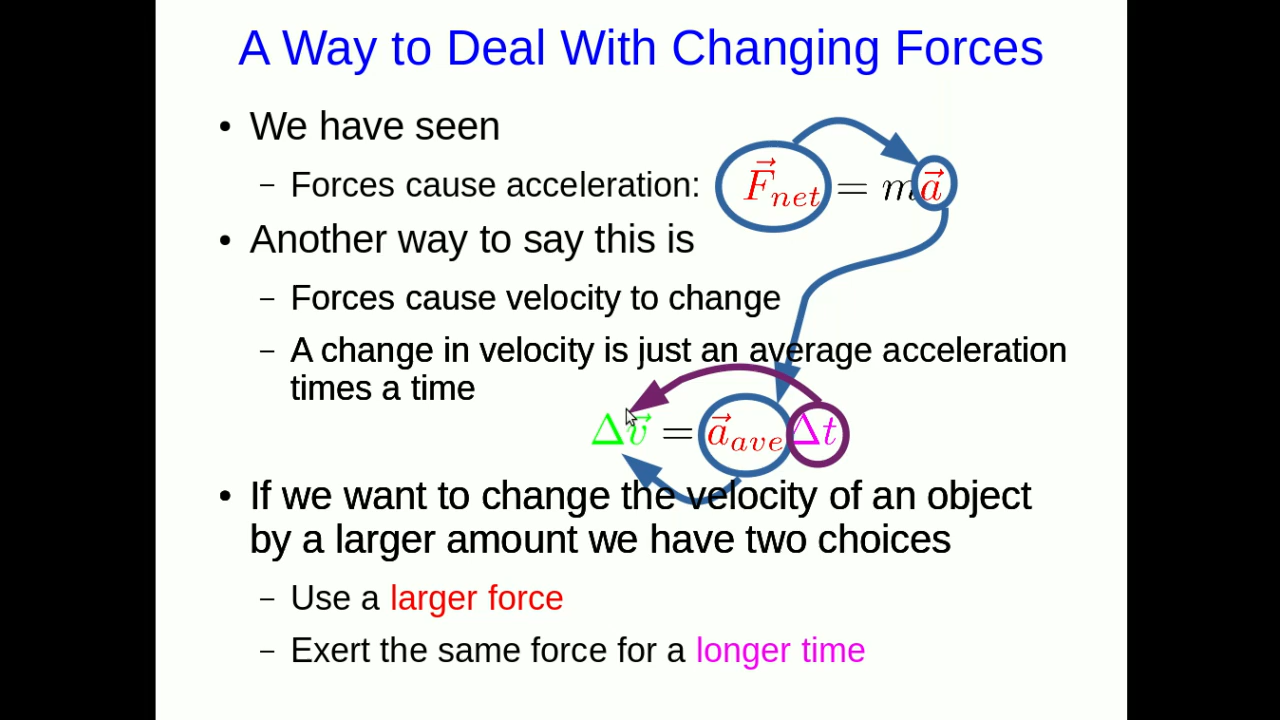 A Way to Deal With Changing Forces
• We have seen
– Forces cause acceleration: F⃗net = ma⃗
• Another way to say this is
– Forces cause velocity to change
– A change in velocity is just an average acceleration
times a time
Δv⃗ = a⃗ave Δt
• If we want to change the velocity of an object
by a larger amount we have two choices
– Use a larger force
– Exert the same force for a longer time